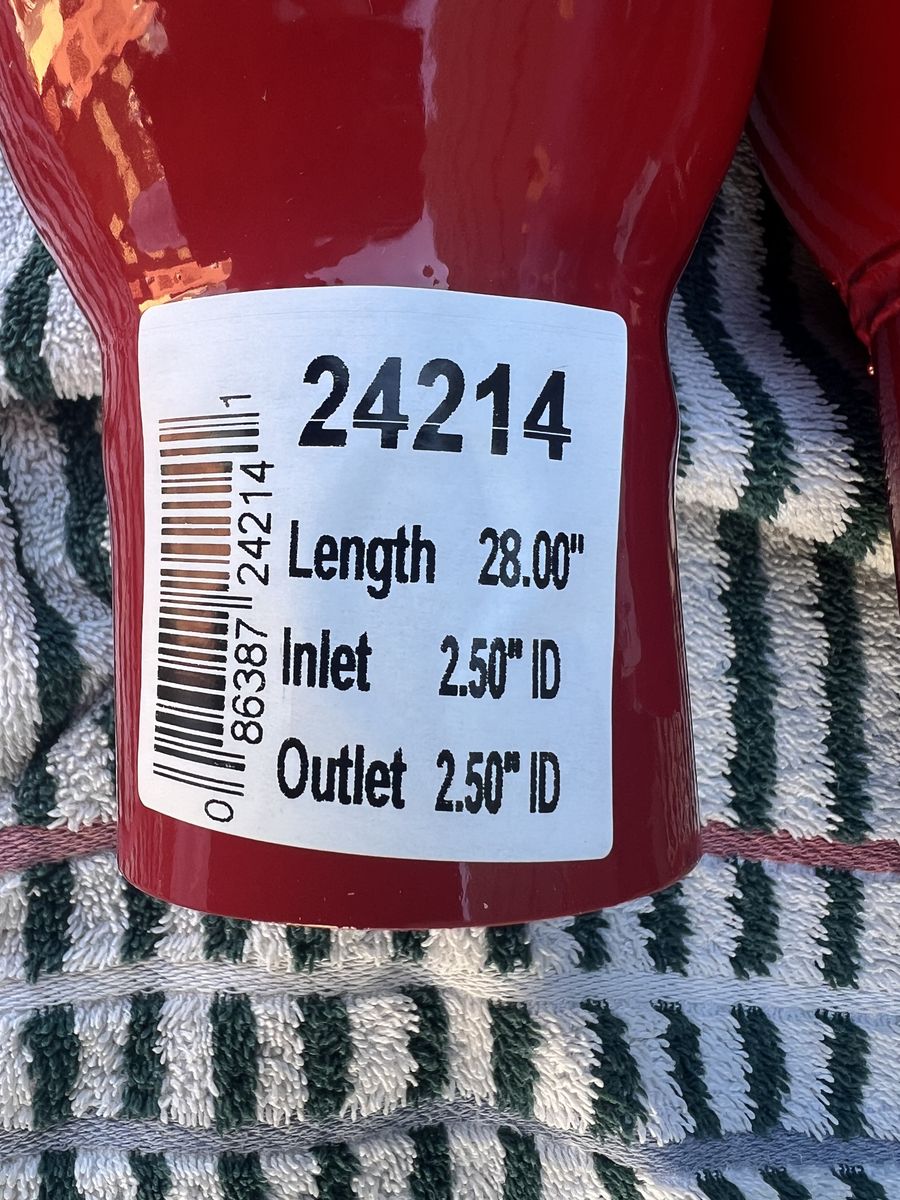 24214
Length 28.00"
Inlet 2.50" ID
Outlet 2.50" ID
0 86387 24214 1